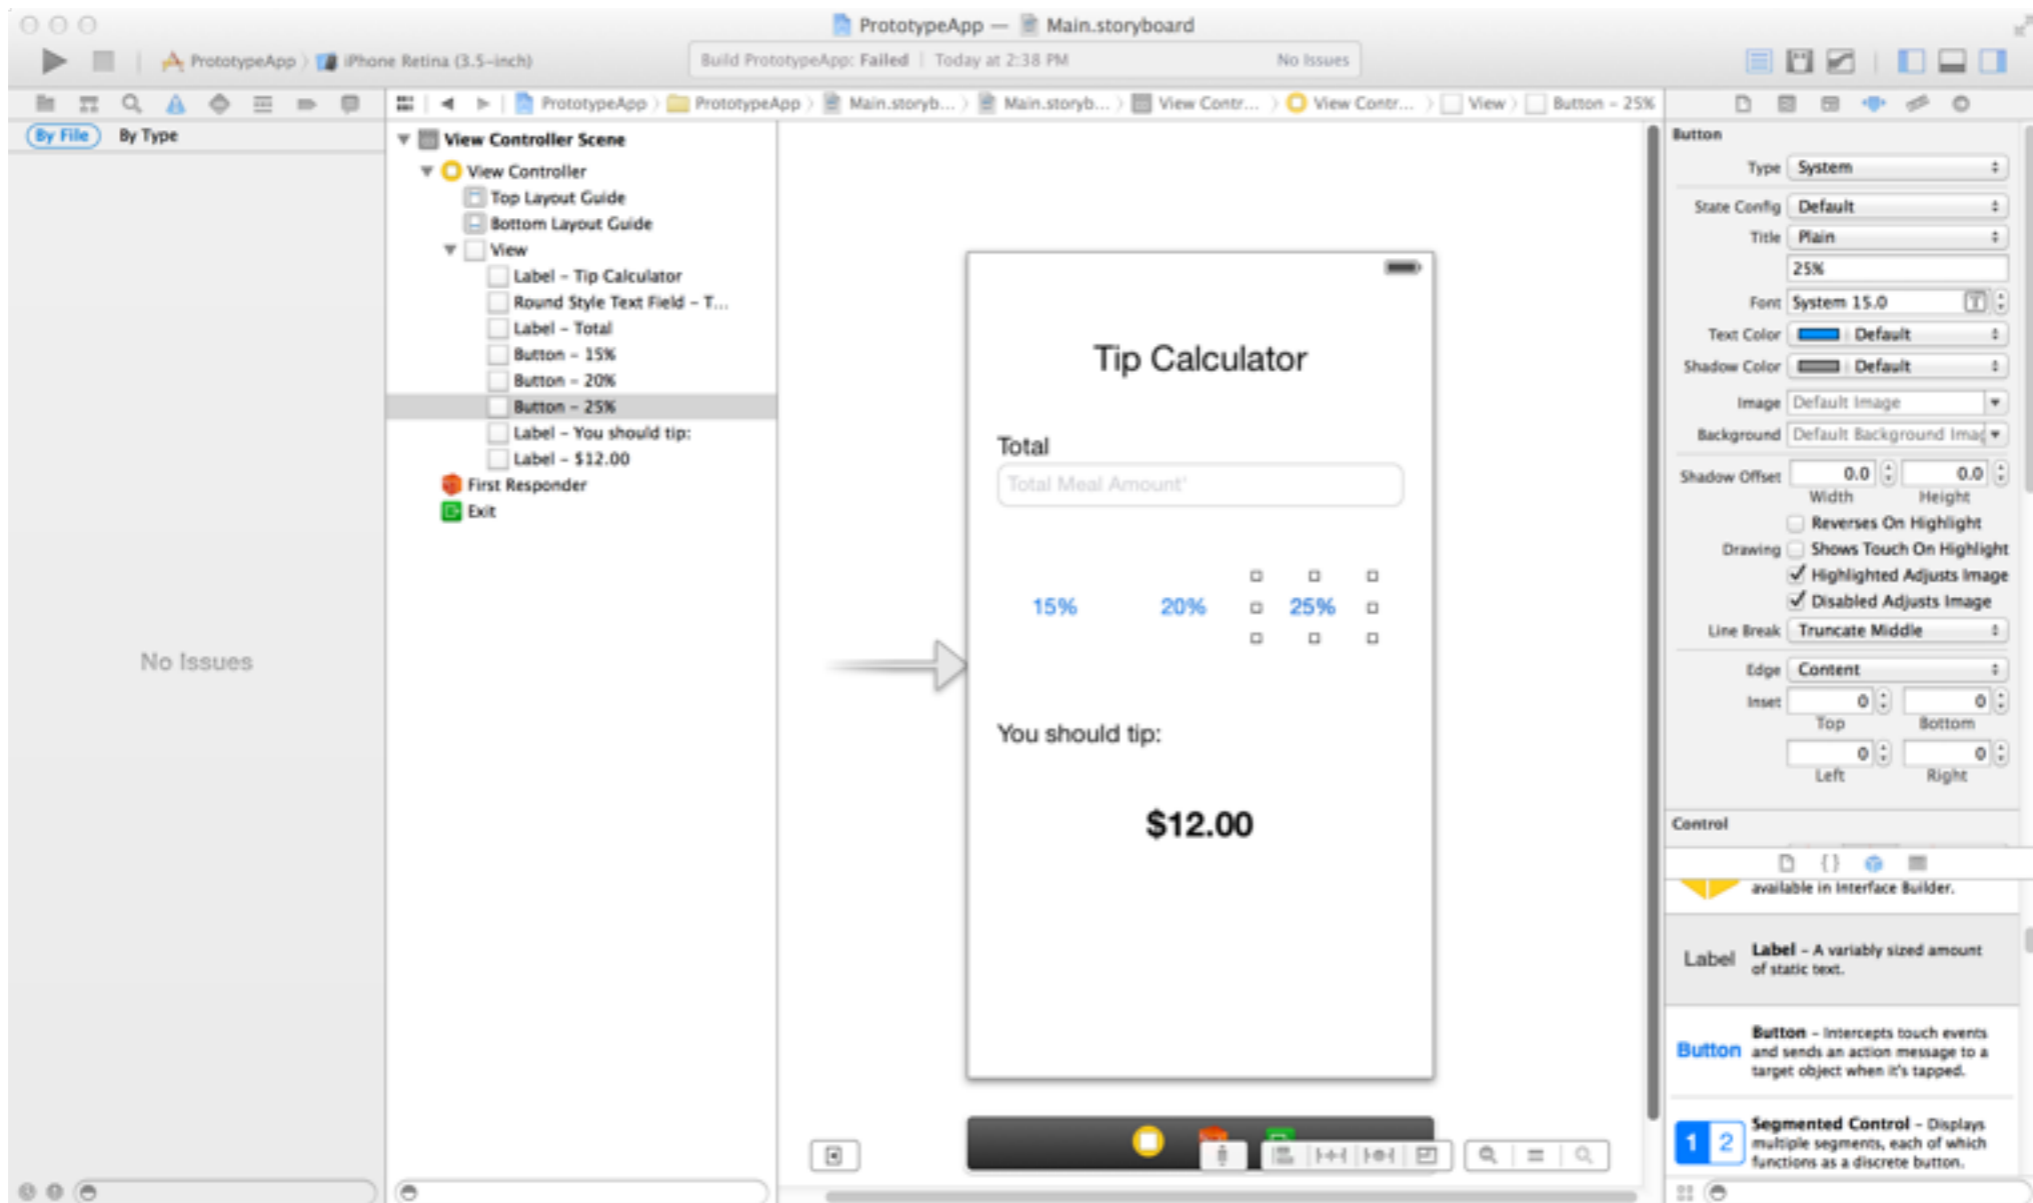 PrototypeApp — Main.storyboard
PrototypeApp iPhone Retina (3.5-inch)
Build PrototypeApp: Failed | Today at 2:38 PM No Issues
PrototypeApp PrototypeApp Main.storyb... Main.storyb... View Contr... View Contr... View Button – 25%
By File By Type
No Issues
View Controller Scene
View Controller
Top Layout Guide
Bottom Layout Guide
View
Label – Tip Calculator
Round Style Text Field – T...
Label – Total
Button – 15%
Button – 20%
Button – 25%
Label – You should tip:
Label – $12.00
First Responder
Exit
Tip Calculator
Total
Total Meal Amount'
15% 20% 25%
You should tip:
$12.00
Button
Type System
State Config Default
Title Plain
25%
Font System 15.0
Text Color Default
Shadow Color Default
Image Default Image
Background Default Background Imag
Shadow Offset 0.0 0.0
Width Height
Reverses On Highlight
Drawing Shows Touch On Highlight
Highlighted Adjusts Image
Disabled Adjusts Image
Line Break Truncate Middle
Edge Content
Inset 0 0
Top Bottom
0 0
Left Right
Control
available in Interface Builder.
Label Label – A variably sized amount
of static text.
Button – Intercepts touch events
Button and sends an action message to a
target object when it's tapped.
Segmented Control – Displays
1 2 multiple segments, each of which
functions as a discrete button.